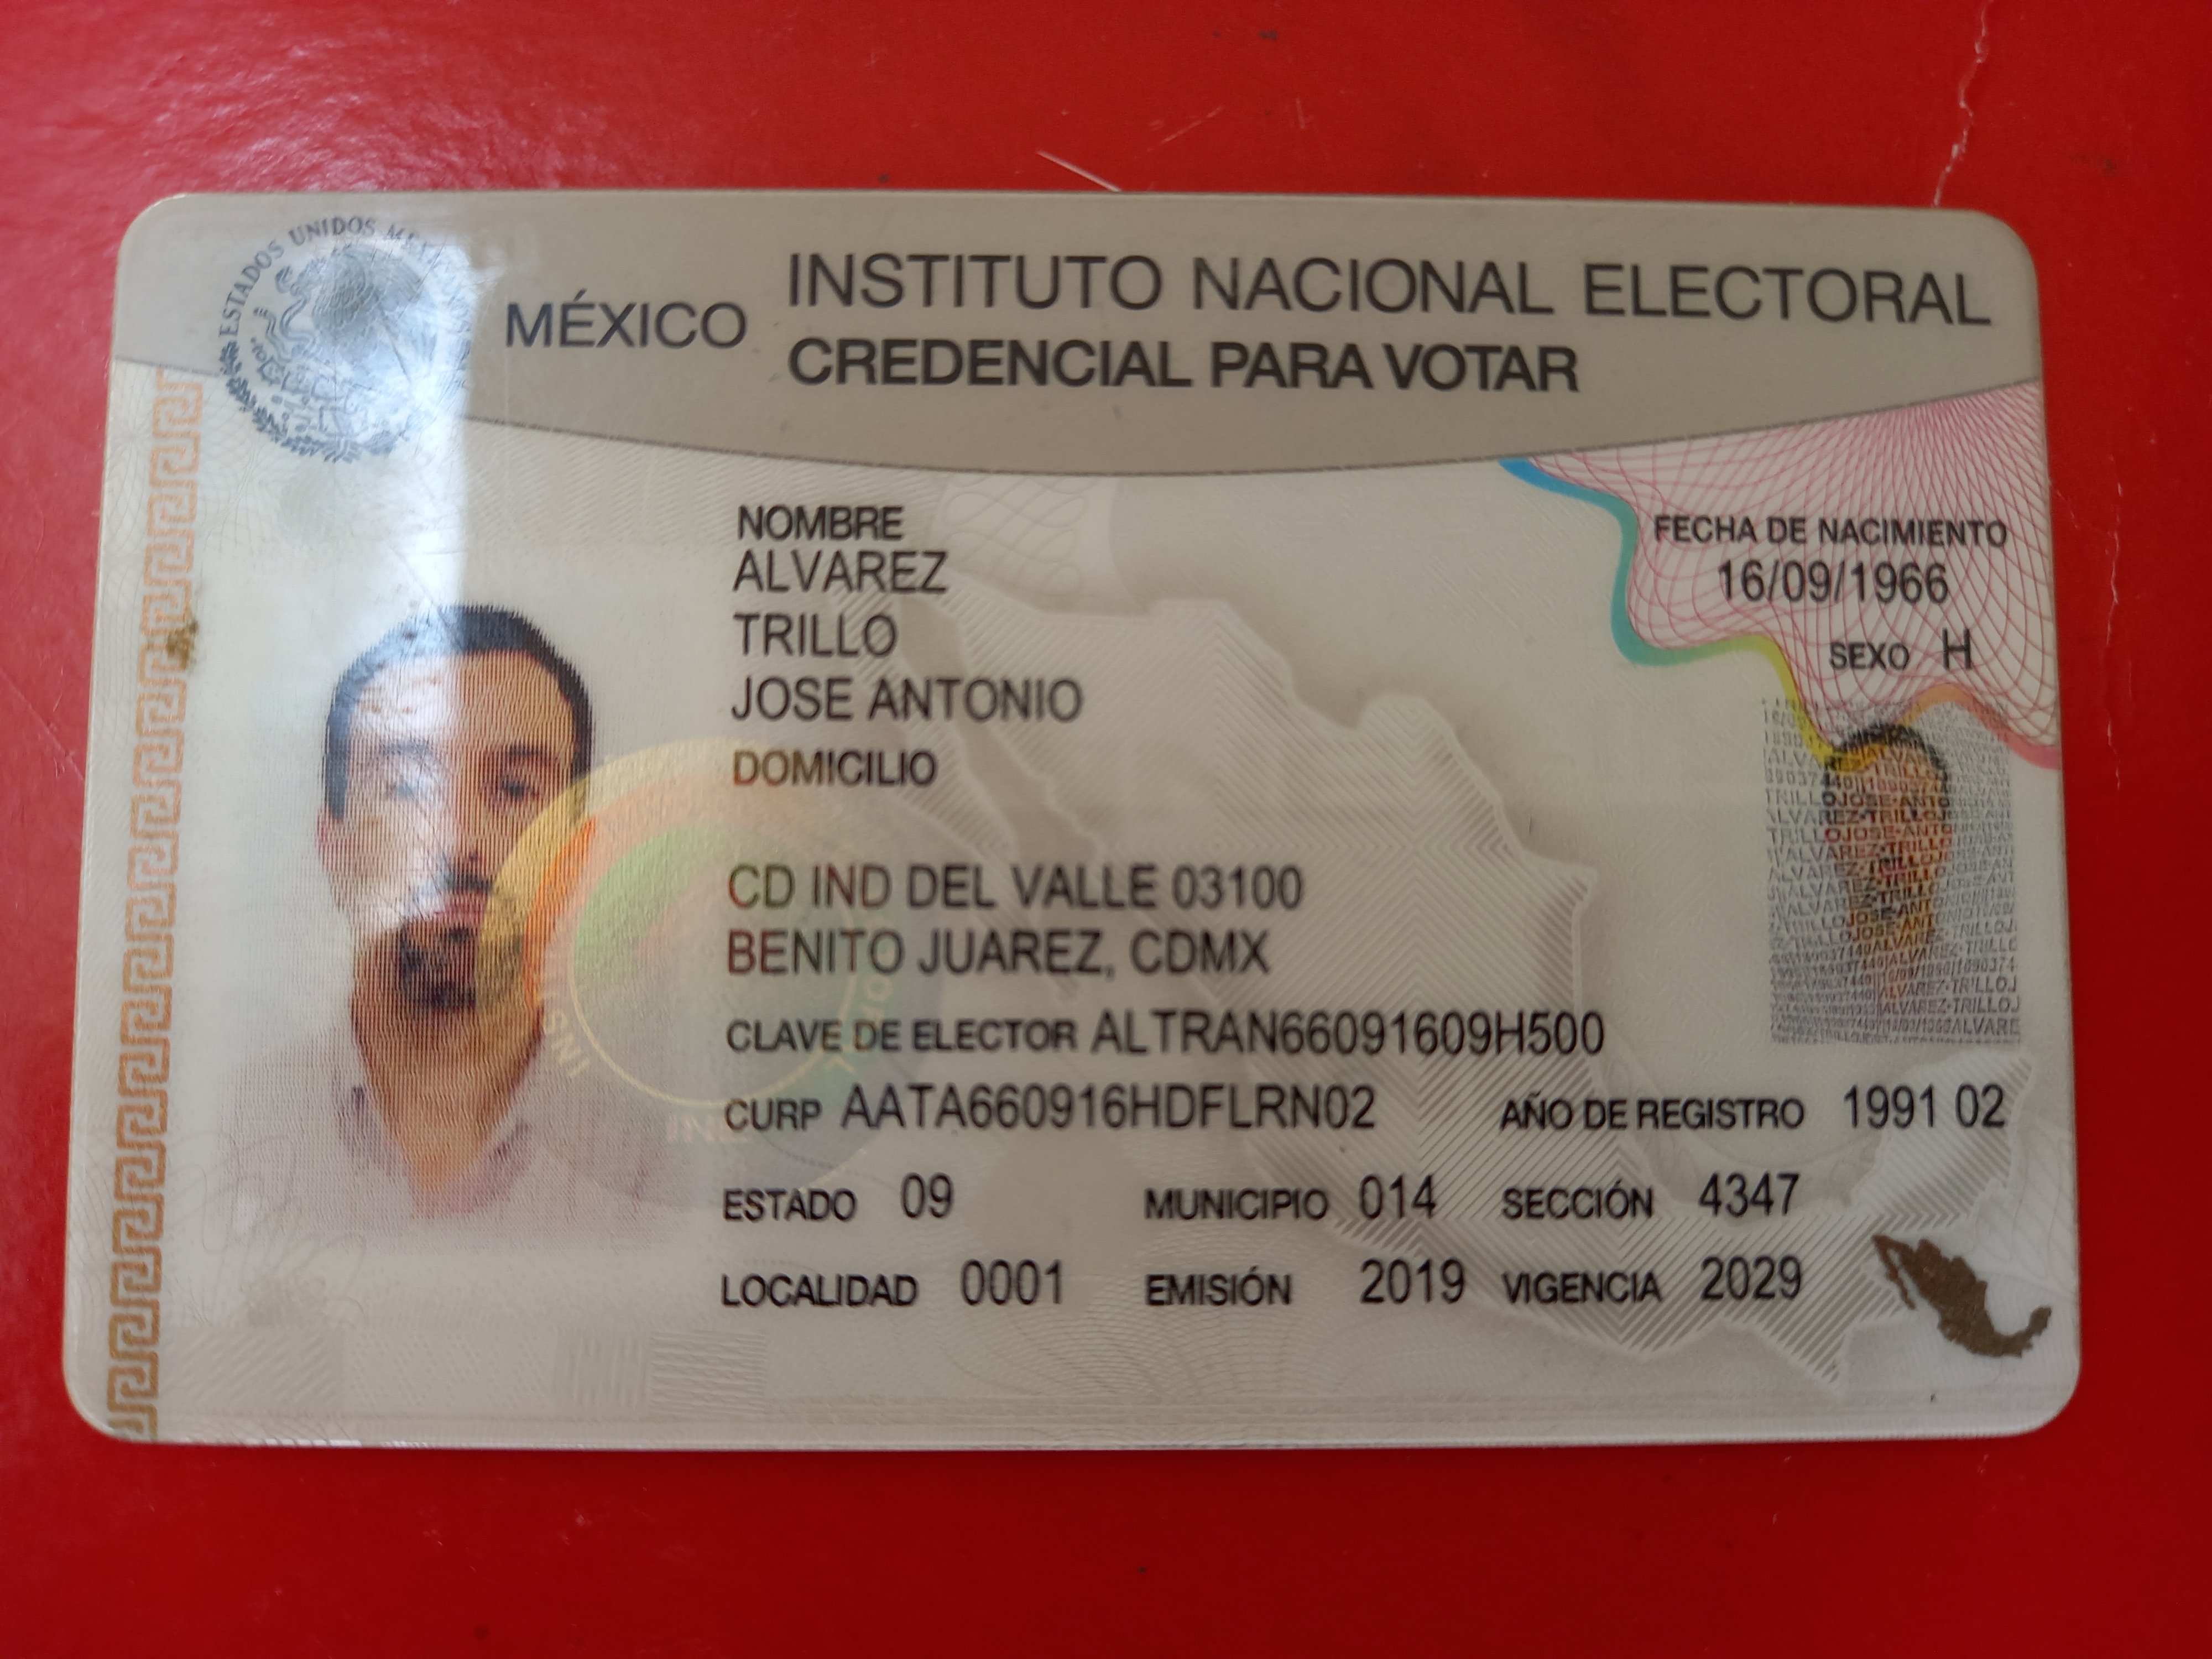 ESTADOS UNIDOS MEXICANOS
MÉXICO
INSTITUTO NACIONAL ELECTORAL
CREDENCIAL PARA VOTAR
NOMBRE
ALVAREZ
TRILLO
JOSE ANTONIO
FECHA DE NACIMIENTO
16/09/1966
SEXO H
DOMICILIO
CD IND DEL VALLE 03100
BENITO JUAREZ, CDMX
CLAVE DE ELECTOR ALTRAN66091609H500
CURP AATA660916HDFLRN02
AÑO DE REGISTRO 1991 02
ESTADO 09
MUNICIPIO 014
SECCIÓN 4347
LOCALIDAD 0001
EMISIÓN 2019
VIGENCIA 2029
INE